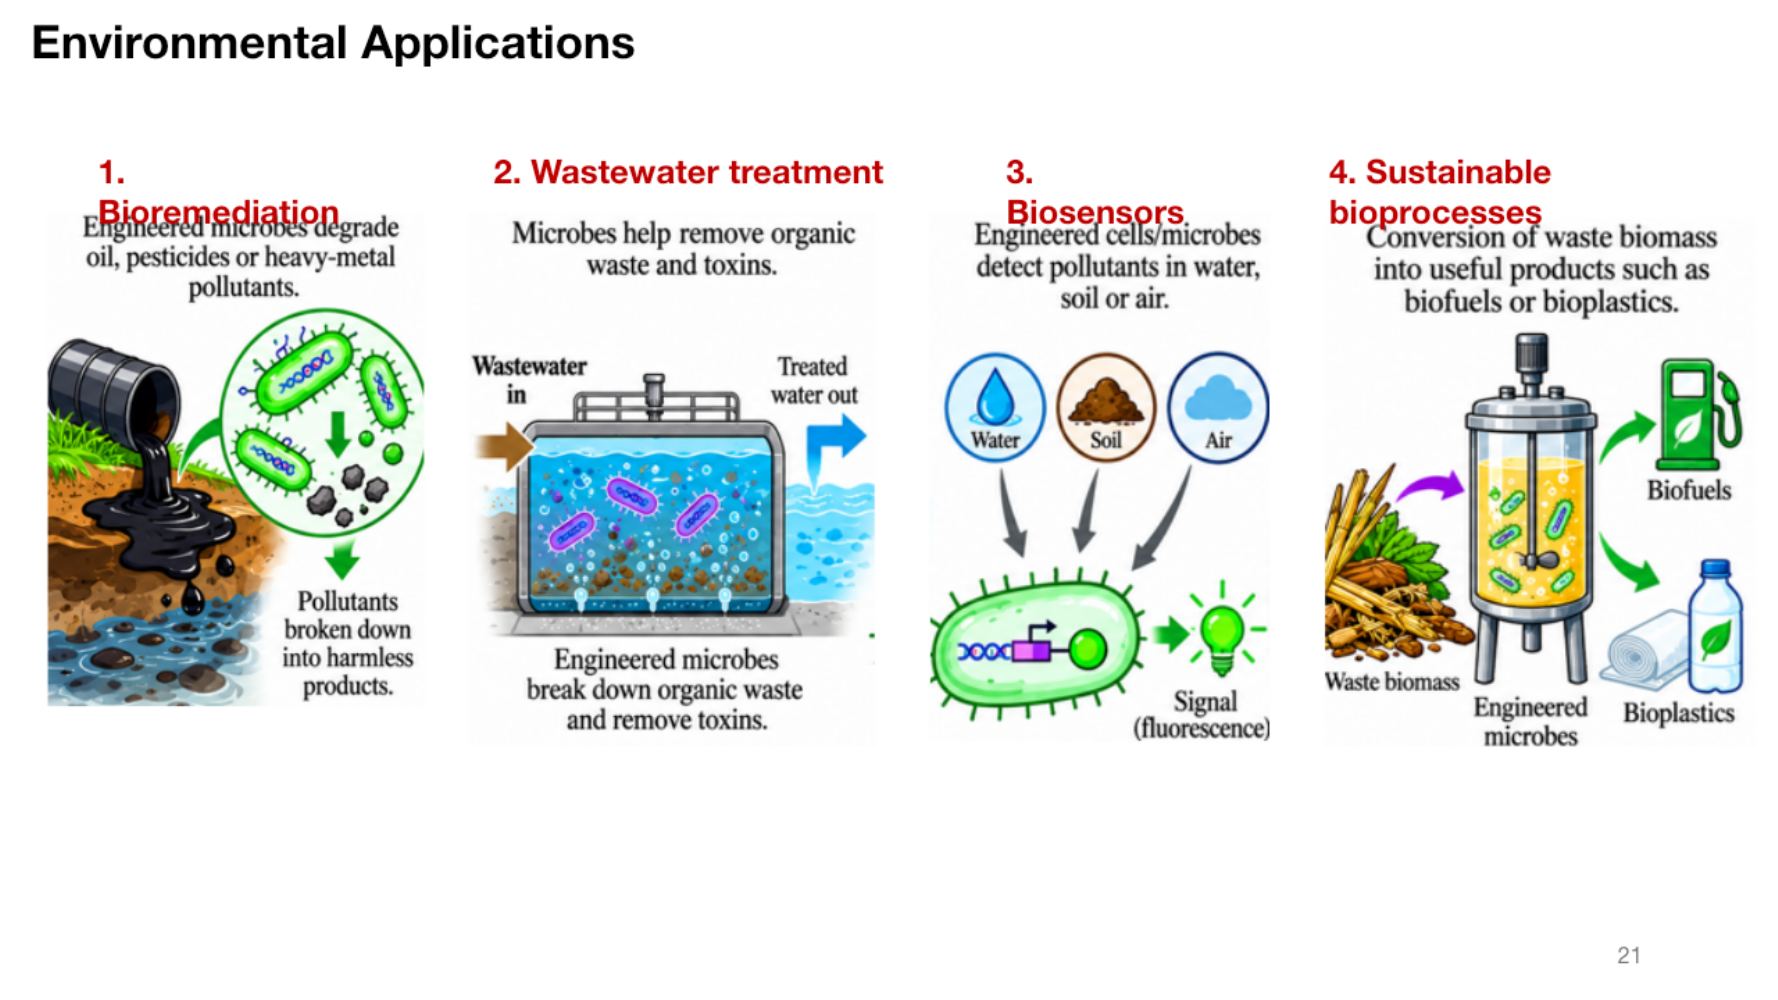 Environmental Applications
1.
Bioremediation
Engineered microbes degrade
oil, pesticides or heavy-metal
pollutants.
Pollutants
broken down
into harmless
products.
2. Wastewater treatment
Microbes help remove organic
waste and toxins.
Wastewater
in
Treated
water out
Engineered microbes
break down organic waste
and remove toxins.
3.
Biosensors
Engineered cells/microbes
detect pollutants in water,
soil or air.
Water
Soil
Air
Signal
(fluorescence)
4. Sustainable
bioprocesses
Conversion of waste biomass
into useful products such as
biofuels or bioplastics.
Biofuels
Waste biomass
Engineered
microbes
Bioplastics
21